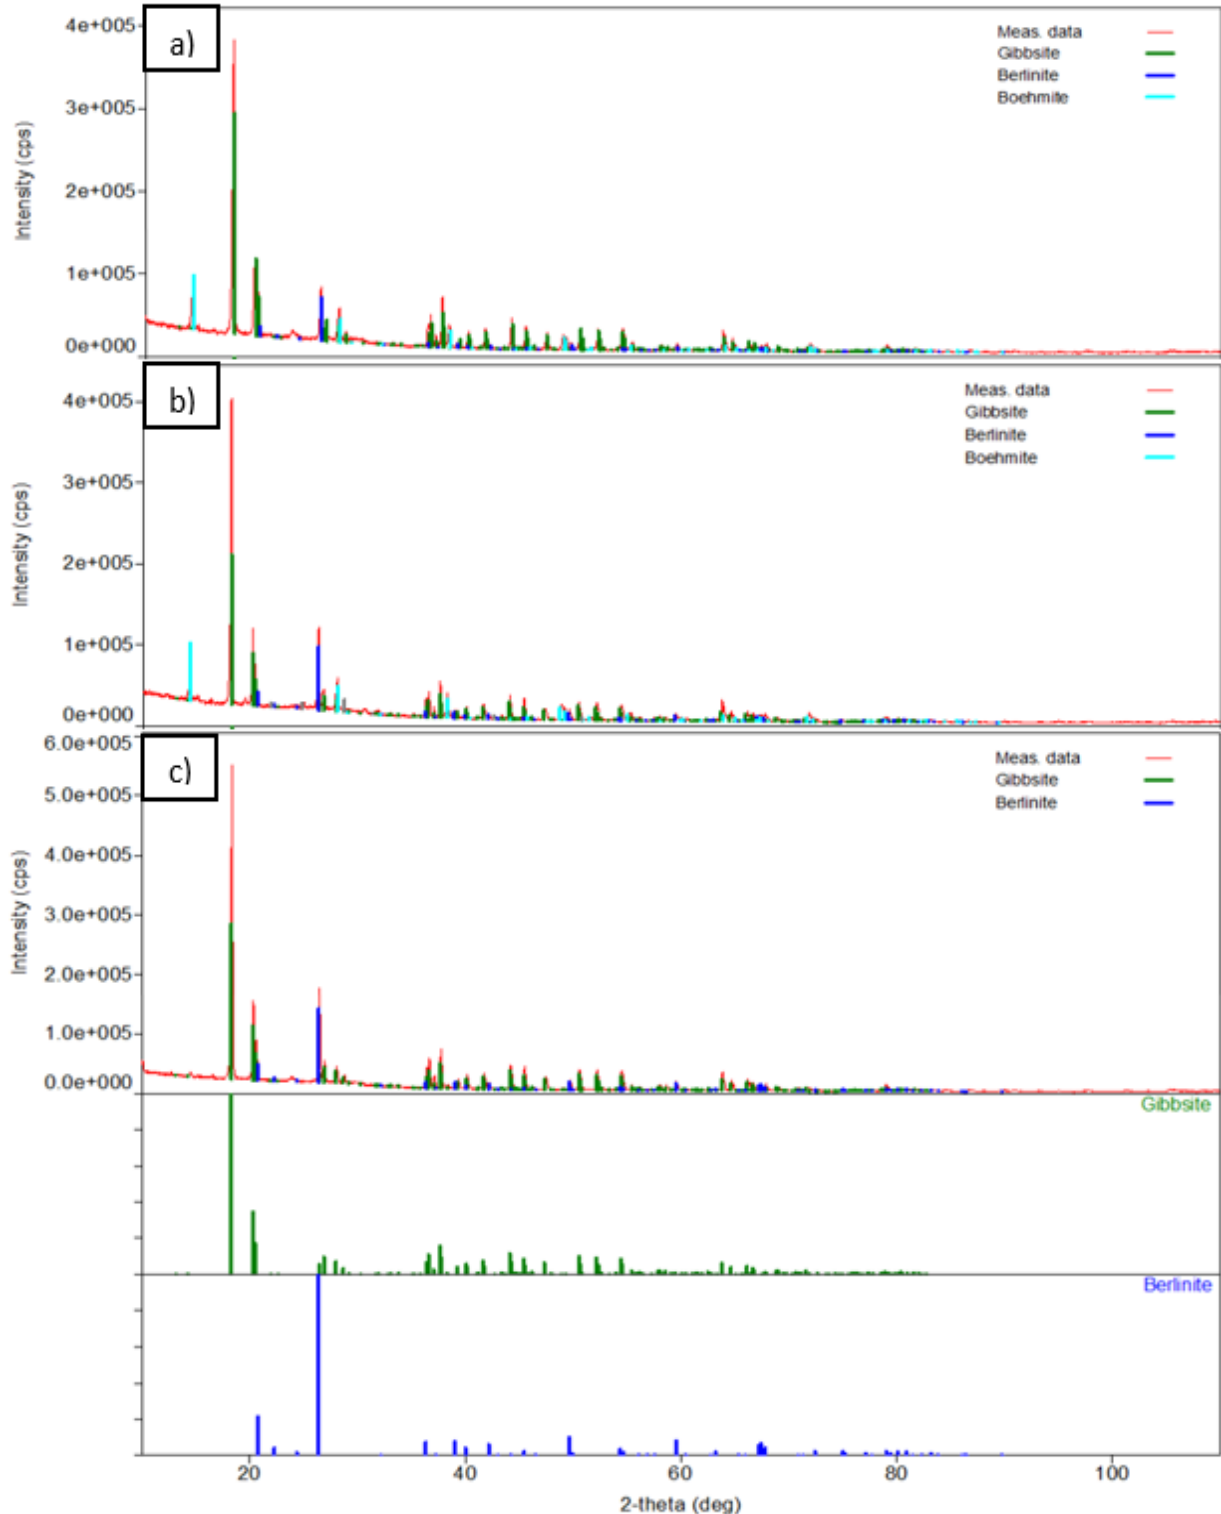 a)
Meas. data
Gibbsite
Berlinite
Boehmite
4e+005
3e+005
2e+005
1e+005
0e+000
Intensity (cps)
b)
Meas. data
Gibbsite
Berlinite
Boehmite
4e+005
3e+005
2e+005
1e+005
0e+000
Intensity (cps)
c)
Meas. data
Gibbsite
Berlinite
6.0e+005
5.0e+005
4.0e+005
3.0e+005
2.0e+005
1.0e+005
0.0e+000
Intensity (cps)
Gibbsite
Berlinite
20 40 60 80 100
2-theta (deg)